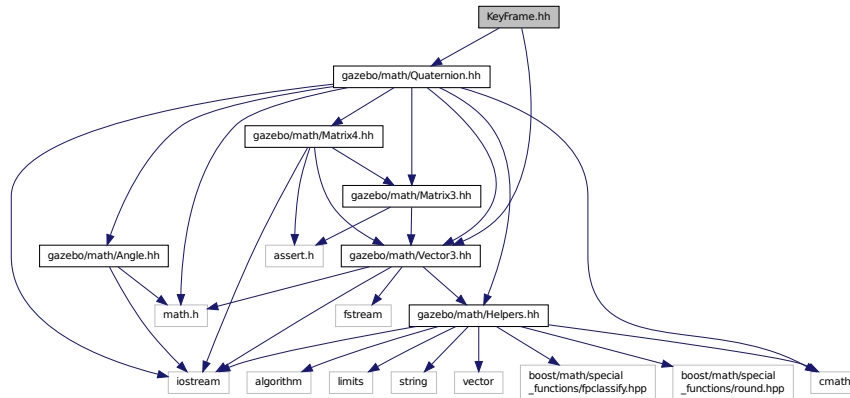 KeyFrame.hh
gazebo/math/Quaternion.hh
gazebo/math/Matrix4.hh
gazebo/math/Matrix3.hh
gazebo/math/Angle.hh
assert.h
gazebo/math/Vector3.hh
math.h
fstream
gazebo/math/Helpers.hh
iostream
algorithm
limits
string
vector
boost/math/special
_functions/fpclassify.hpp
boost/math/special
_functions/round.hpp
cmath